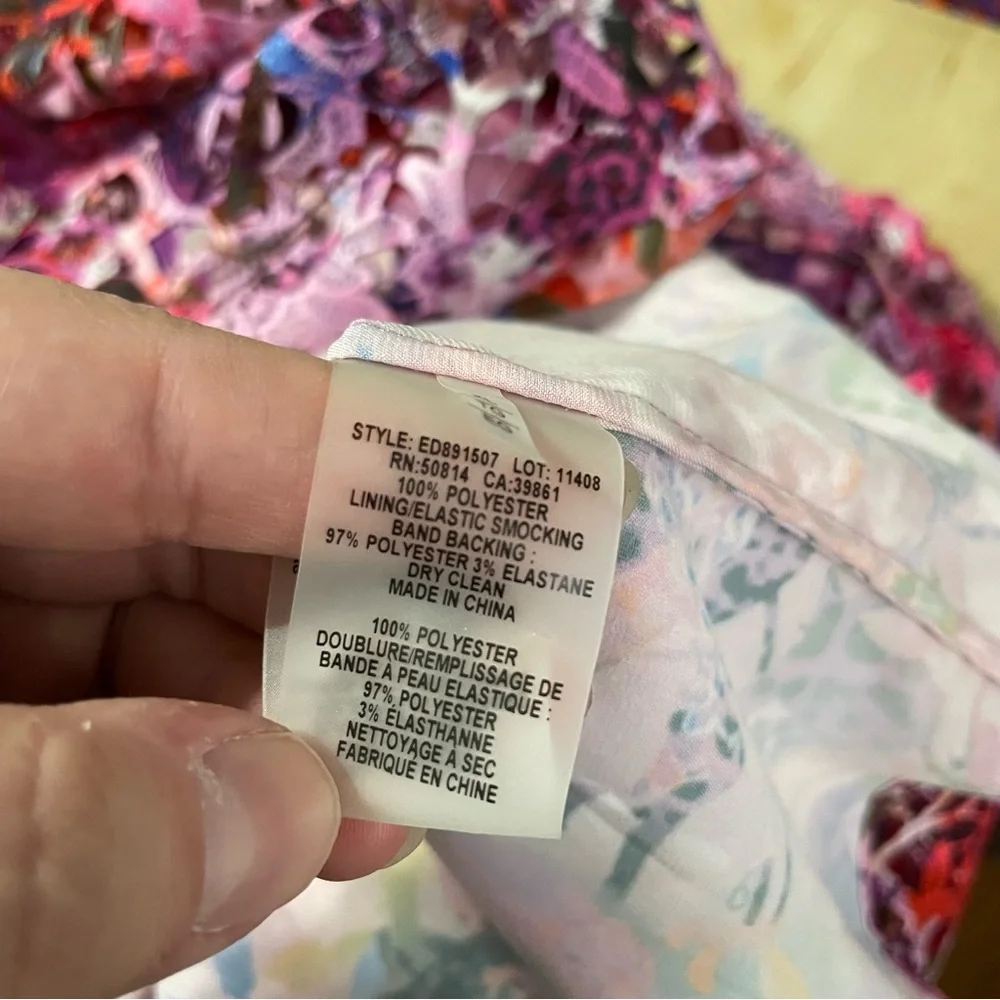 STYLE: ED891507 LOT: 11408
RN:50814 CA:39861
100% POLYESTER
LINING/ELASTIC SMOCKING
BAND BACKING :
97% POLYESTER 3% ELASTANE
DRY CLEAN
MADE IN CHINA
100% POLYESTER
DOUBLURE/REMPLISSAGE DE
BANDE À PEAU ELASTIQUE :
97% POLYESTER
3% ÉLASTHANNE
NETTOYAGE À SEC
FABRIQUÉ EN CHINE